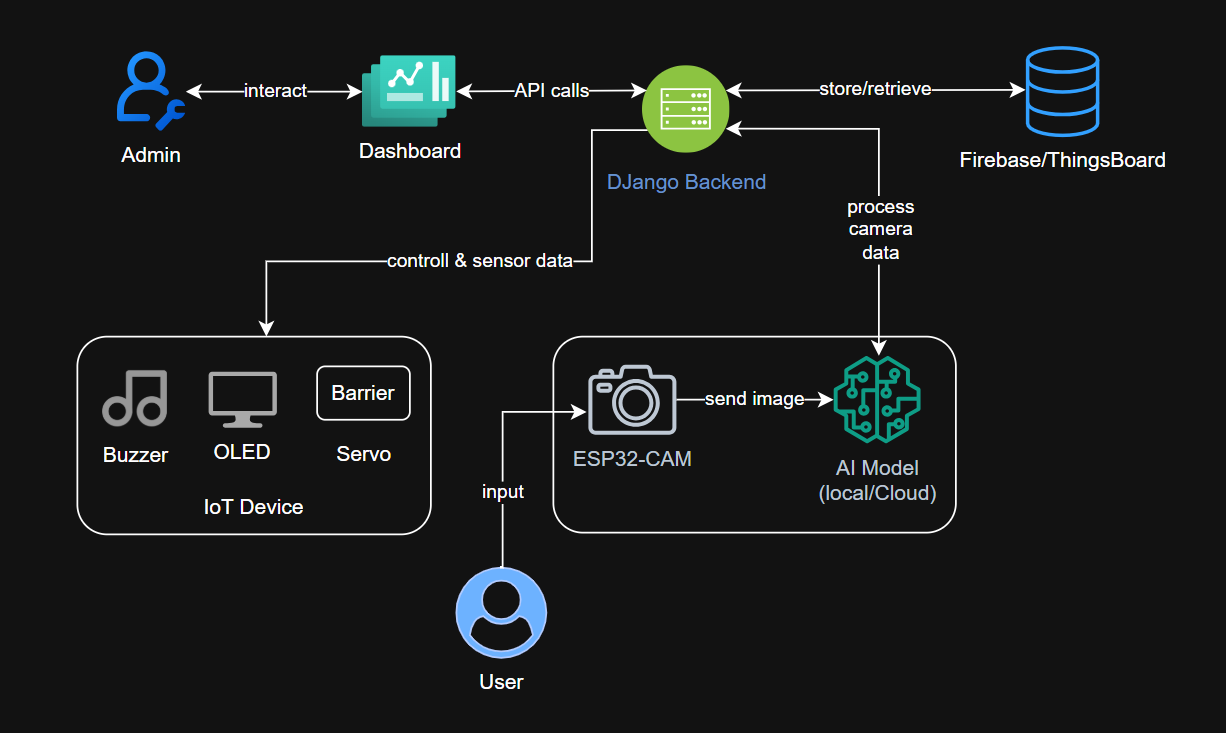 interact
API calls
store/retrieve
Admin
Dashboard
Firebase/ThingsBoard
DJango Backend
process
camera
data
controll & sensor data
Barrier
send image
Buzzer
OLED
Servo
ESP32-CAM
AI Model
(local/Cloud)
IoT Device
input
User